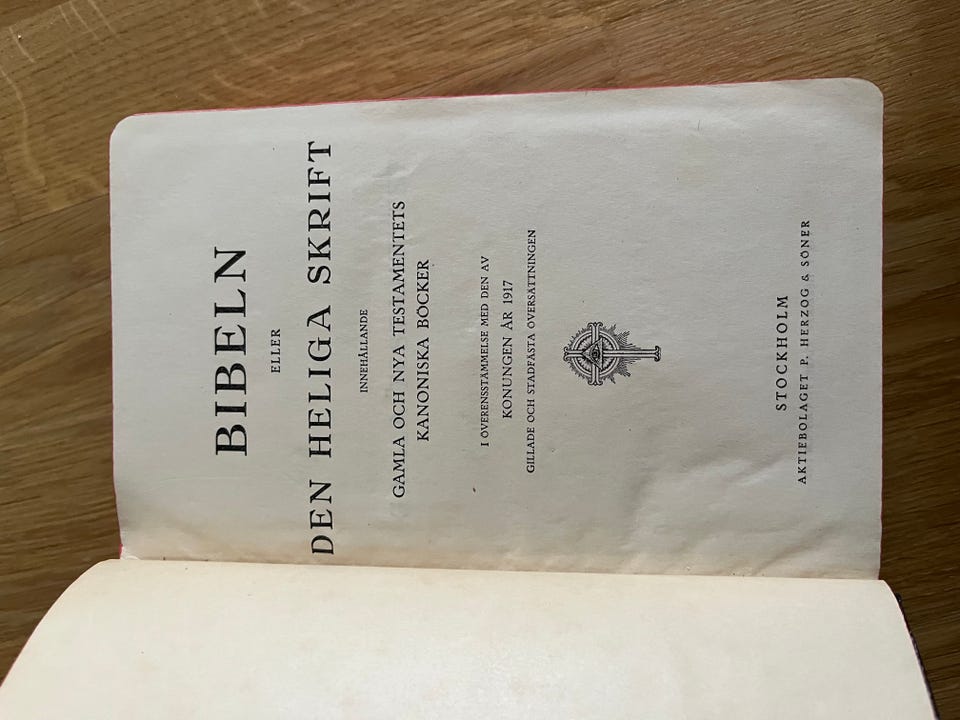 BIBELN
ELLER
DEN HELIGA SKRIFT
INNEHÅLLANDE
GAMLA OCH NYA TESTAMENTETS
KANONISKA BÖCKER
I ÖVERENSSTÄMMELSE MED DEN AV
KONUNGEN ÅR 1917
GILLADE OCH STADFÄSTA ÖVERSÄTTNINGEN
STOCKHOLM
AKTIEBOLAGET P. HERZOG & SÖNER